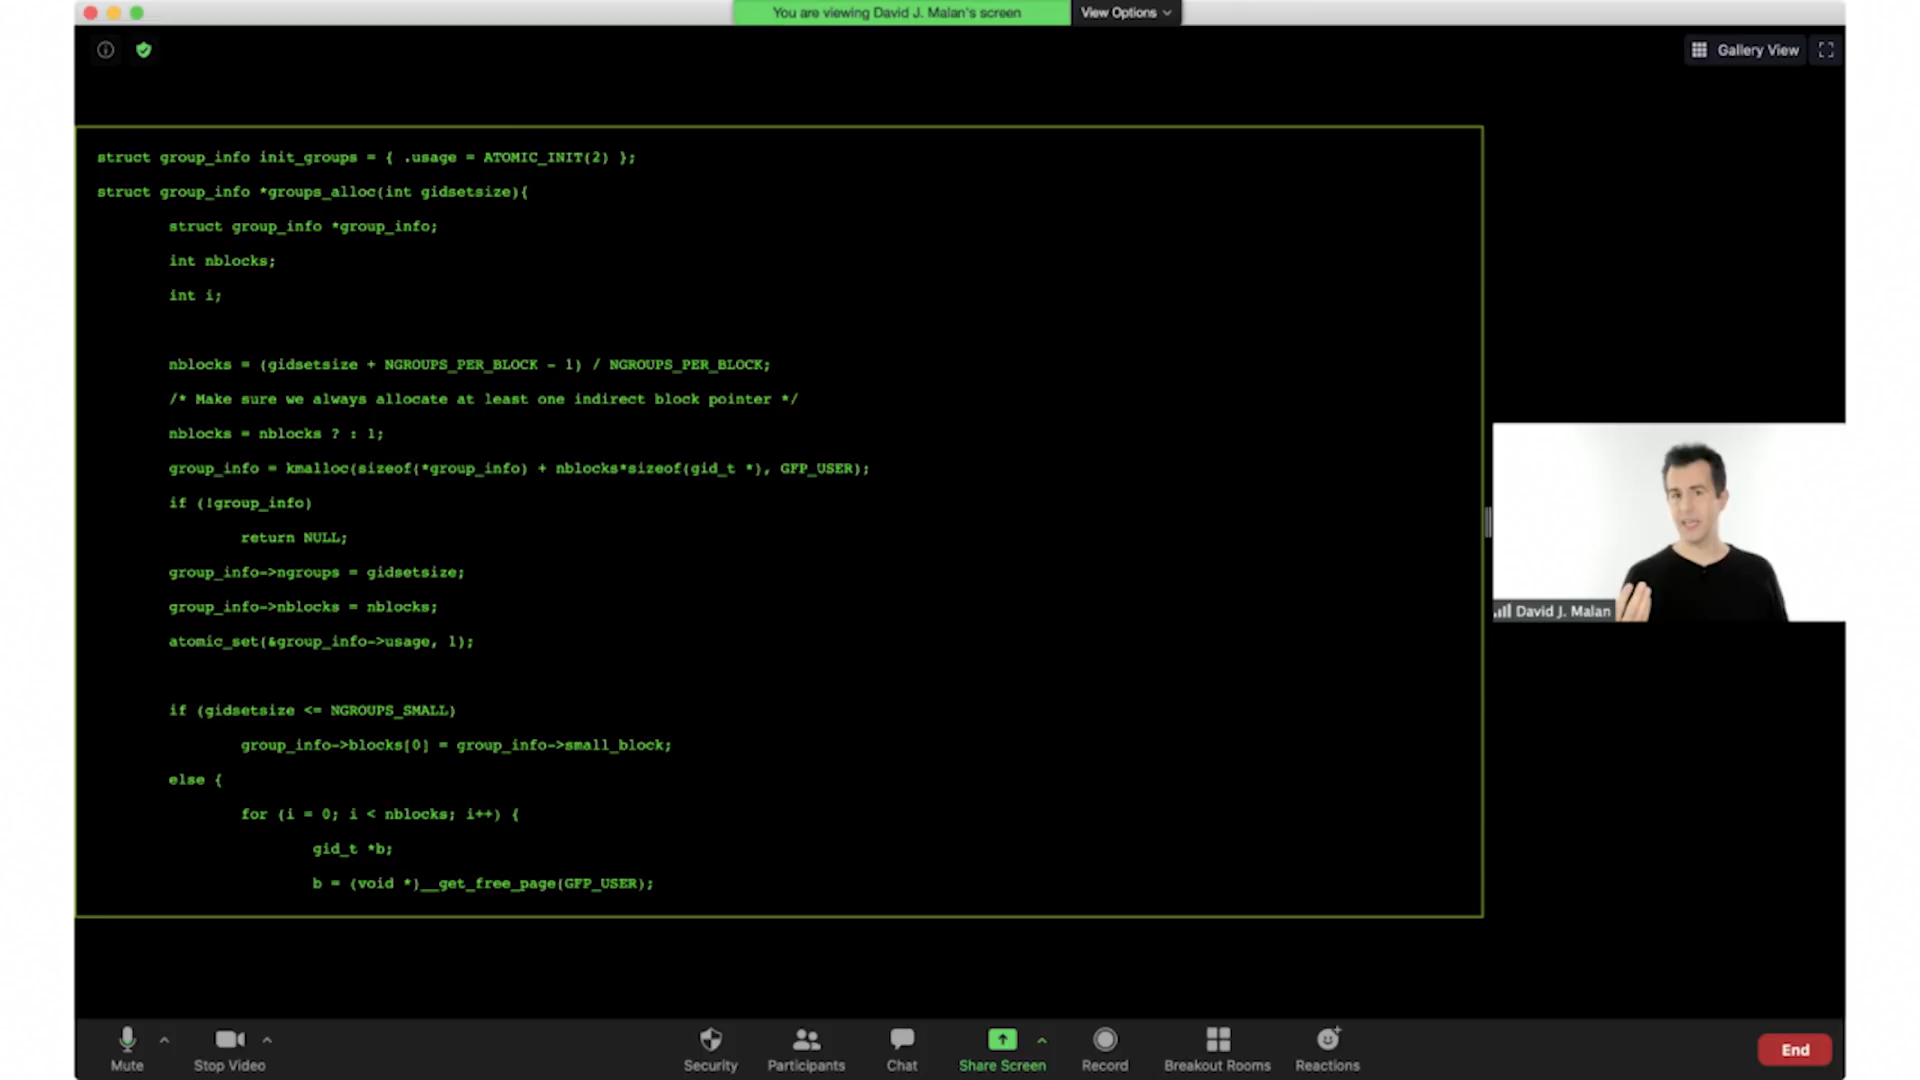 You are viewing David J. Malan's screen
View Options
Gallery View
struct group_info init_groups = { .usage = ATOMIC_INIT(2) };
struct group_info *groups_alloc(int gidsetsize){
struct group_info *group_info;
int nblocks;
int i;
nblocks = (gidsetsize + NGROUPS_PER_BLOCK - 1) / NGROUPS_PER_BLOCK;
/* Make sure we always allocate at least one indirect block pointer */
nblocks = nblocks ? : 1;
group_info = kmalloc(sizeof(*group_info) + nblocks*sizeof(gid_t *), GFP_USER);
if (!group_info)
return NULL;
group_info->ngroups = gidsetsize;
group_info->nblocks = nblocks;
atomic_set(&group_info->usage, 1);
if (gidsetsize <= NGROUPS_SMALL)
group_info->blocks[0] = group_info->small_block;
else {
for (i = 0; i < nblocks; i++) {
gid_t *b;
b = (void *)__get_free_page(GFP_USER);
David J. Malan
Mute
Stop Video
Security
Participants
Chat
Share Screen
Record
Breakout Rooms
Reactions
End